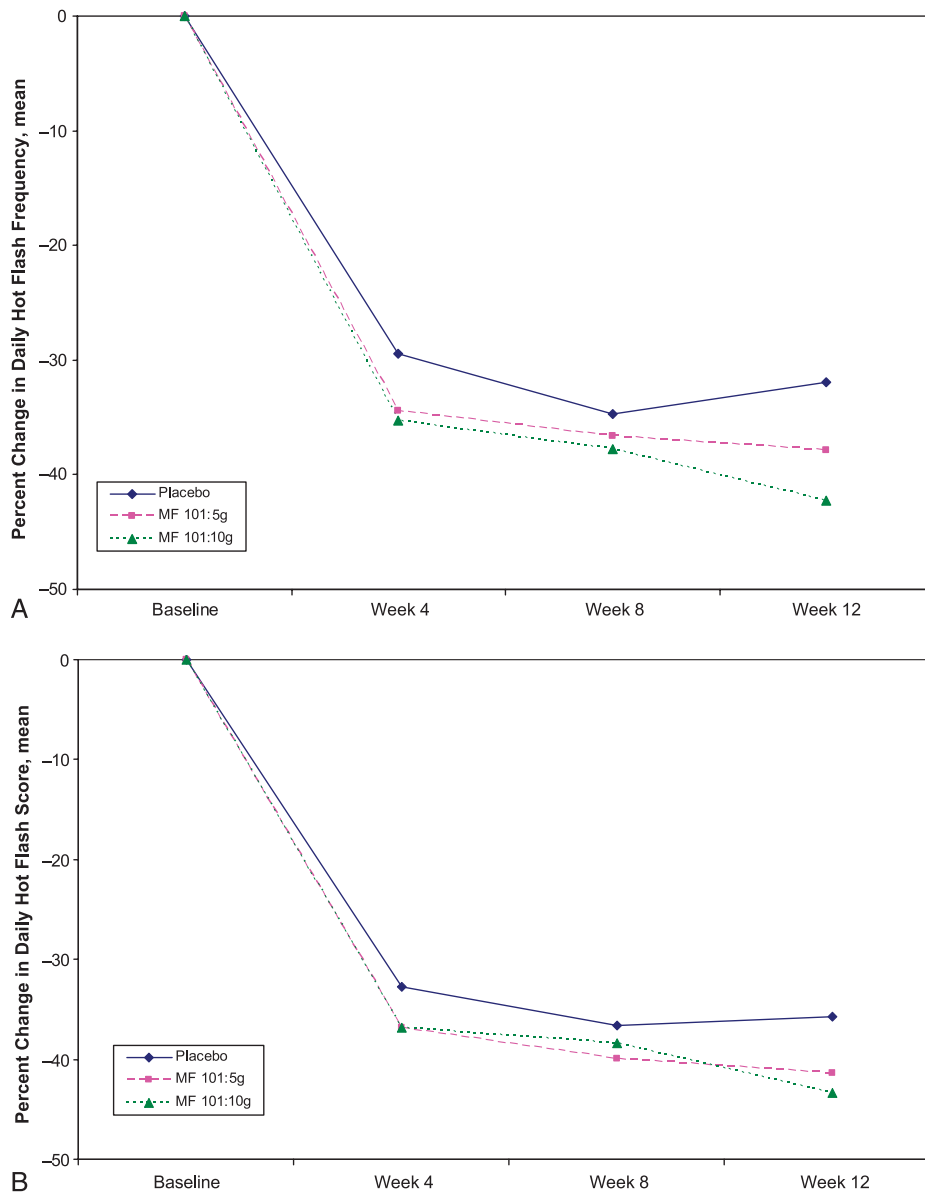 0
–10
–20
–30
–40
–50
Percent Change in Daily Hot Flash Frequency, mean
Placebo
MF 101:5g
MF 101:10g
A
Baseline
Week 4
Week 8
Week 12
0
–10
–20
–30
–40
–50
Percent Change in Daily Hot Flash Score, mean
Placebo
MF 101:5g
MF 101:10g
B
Baseline
Week 4
Week 8
Week 12